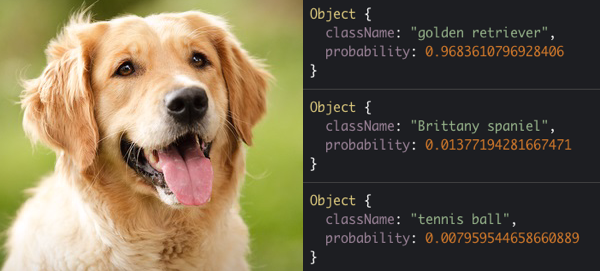 Object {
className: "golden retriever",
probability: 0.9683610796928406
}
Object {
className: "Brittany spaniel",
probability: 0.01377194281667471
}
Object {
className: "tennis ball",
probability: 0.007959544658660889
}